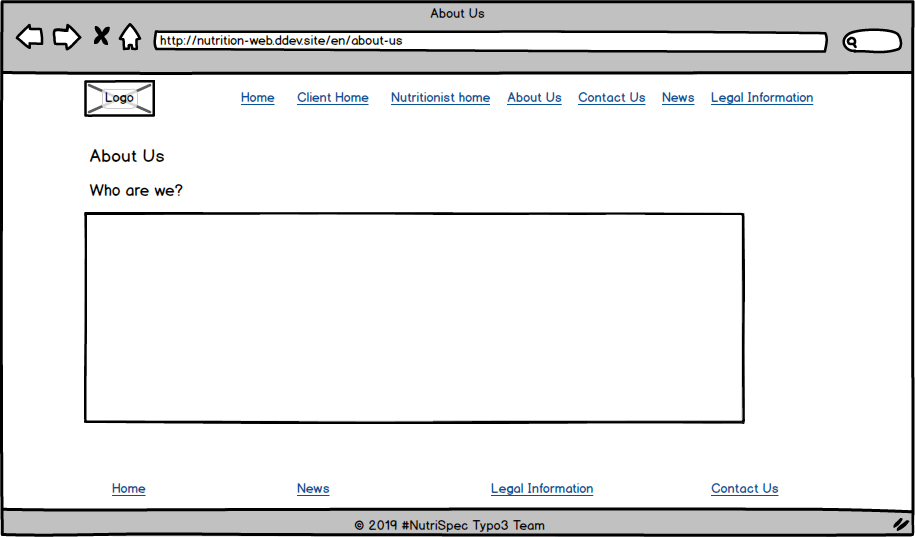 About Us
http://nutrition-web.ddev.site/en/about-us
Logo
Home Client Home Nutritionist home About Us Contact Us News Legal Information
About Us
Who are we?
Home News Legal Information Contact Us
© 2019 #NutriSpec Typo3 Team